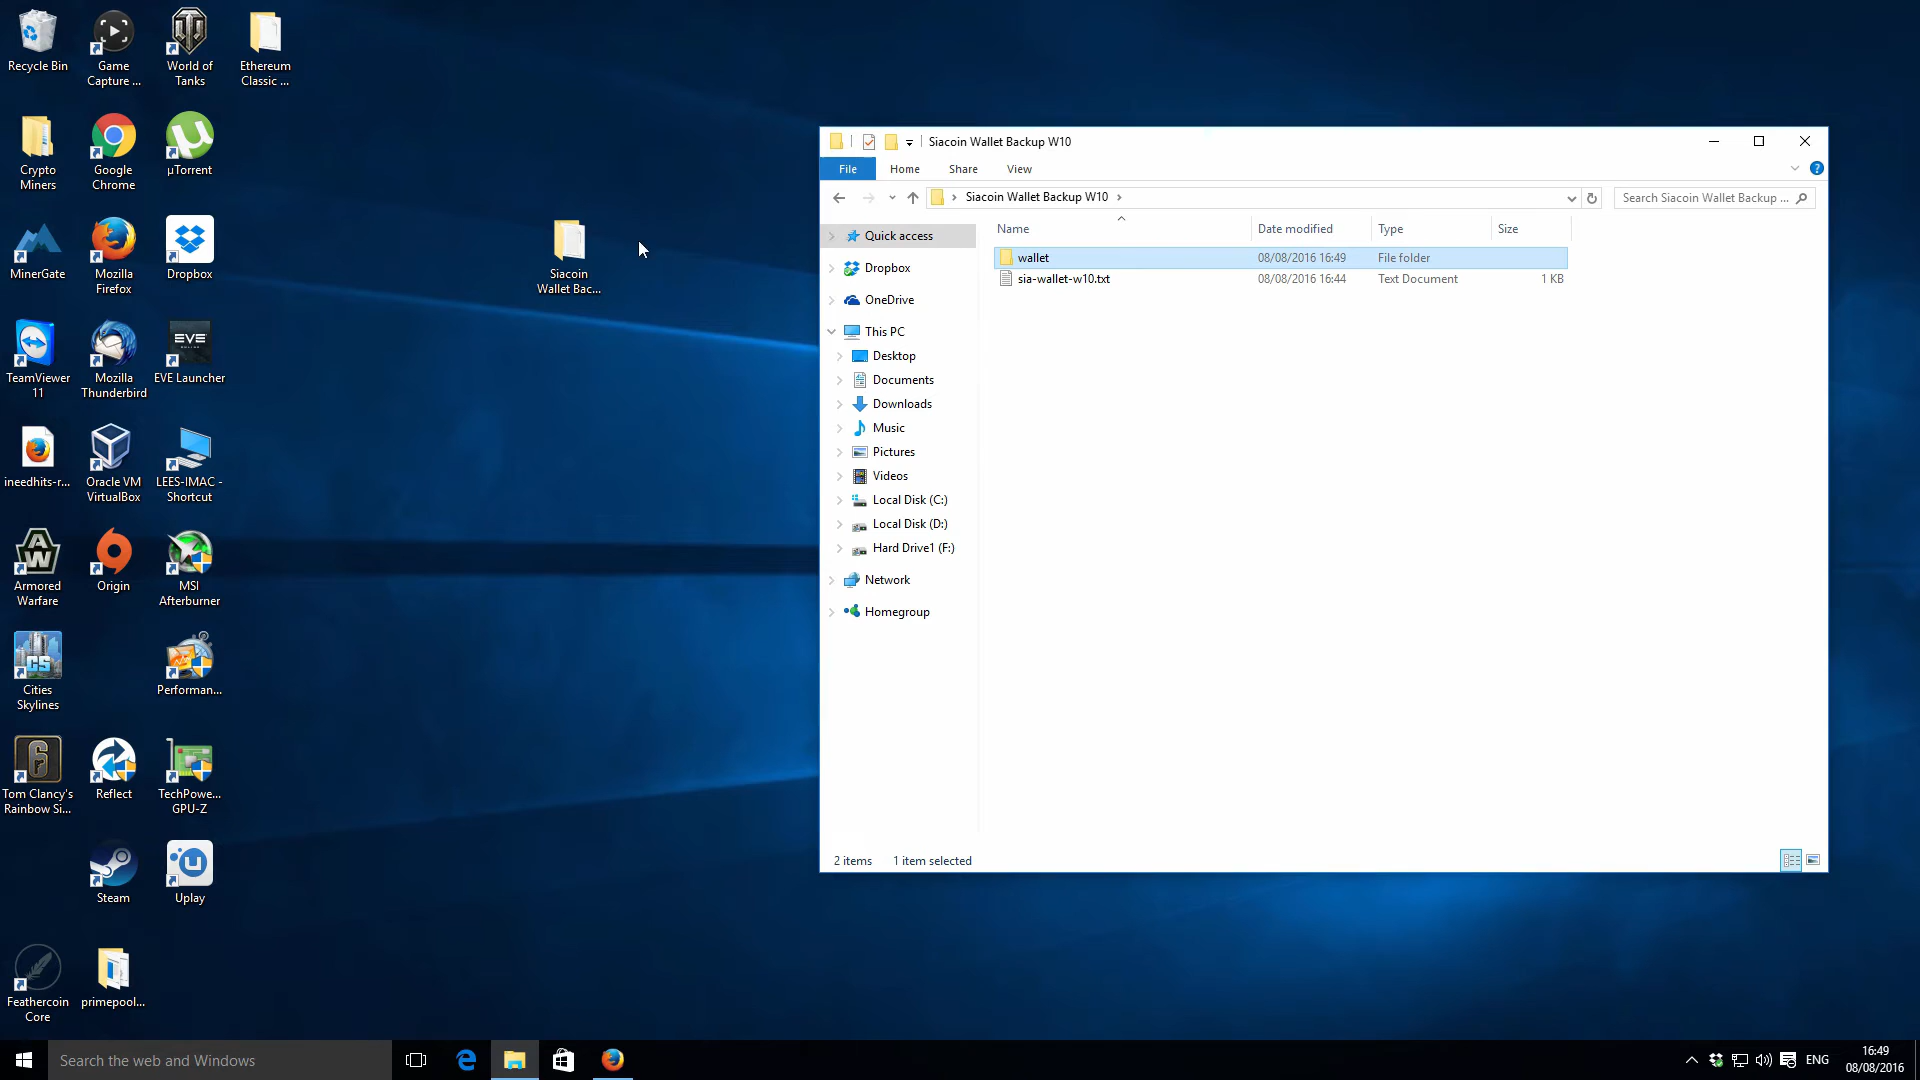 Recycle Bin
Game
Capture ...
World of
Tanks
Ethereum
Classic ...
Crypto
Miners
Google
Chrome
µTorrent
MinerGate
Mozilla
Firefox
Dropbox
TeamViewer
11
Mozilla
Thunderbird
EVE
EVE Launcher
ineedhits-r...
Oracle VM
VirtualBox
LEES-IMAC -
Shortcut
AW
Armored
Warfare
Origin
MSI
Afterburner
CS
Cities
Skylines
Performan...
6
Tom Clancy's
Rainbow Si...
Reflect
TechPowe...
GPU-Z
Steam
Uplay
Feathercoin
Core
primepool...
Siacoin
Wallet Bac...
Siacoin Wallet Backup W10
File
Home
Share
View
Siacoin Wallet Backup W10
Search Siacoin Wallet Backup ...
Quick access
Dropbox
OneDrive
This PC
Desktop
Documents
Downloads
Music
Pictures
Videos
Local Disk (C:)
Local Disk (D:)
Hard Drive1 (F:)
Network
Homegroup
Name Date modified Type Size
wallet 08/08/2016 16:49 File folder
sia-wallet-w10.txt 08/08/2016 16:44 Text Document 1 KB
2 items 1 item selected
Search the web and Windows
ENG
16:49
08/08/2016